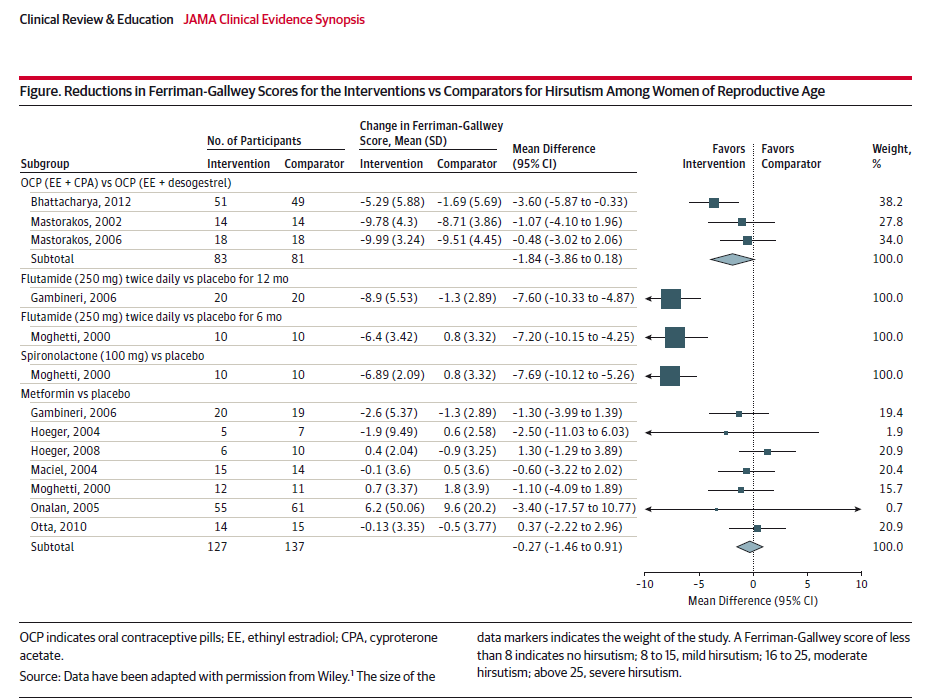 Clinical Review & Education JAMA Clinical Evidence Synopsis
Figure. Reductions in Ferriman-Gallwey Scores for the Interventions vs Comparators for Hirsutism Among Women of Reproductive Age
Change in Ferriman-Gallwey
No. of Participants Score, Mean (SD) Mean Difference Favors Favors Weight,
Subgroup Intervention Comparator Intervention Comparator (95% CI) Intervention Comparator %
OCP (EE + CPA) vs OCP (EE + desogestrel)
Bhattacharya, 2012 51 49 −5.29 (5.88) −1.69 (5.69) −3.60 (−5.87 to −0.33) 38.2
Mastorakos, 2002 14 14 −9.78 (4.3) −8.71 (3.86) −1.07 (−4.10 to 1.96) 27.8
Mastorakos, 2006 18 18 −9.99 (3.24) −9.51 (4.45) −0.48 (−3.02 to 2.06) 34.0
Subtotal 83 81 −1.84 (−3.86 to 0.18) 100.0
Flutamide (250 mg) twice daily vs placebo for 12 mo
Gambineri, 2006 20 20 −8.9 (5.53) −1.3 (2.89) −7.60 (−10.33 to −4.87) 100.0
Flutamide (250 mg) twice daily vs placebo for 6 mo
Moghetti, 2000 10 10 −6.4 (3.42) 0.8 (3.32) −7.20 (−10.15 to −4.25) 100.0
Spironolactone (100 mg) vs placebo
Moghetti, 2000 10 10 −6.89 (2.09) 0.8 (3.32) −7.69 (−10.12 to −5.26) 100.0
Metformin vs placebo
Gambineri, 2006 20 19 −2.6 (5.37) −1.3 (2.89) −1.30 (−3.99 to 1.39) 19.4
Hoeger, 2004 5 7 −1.9 (9.49) 0.6 (2.58) −2.50 (−11.03 to 6.03) 1.9
Hoeger, 2008 6 10 0.4 (2.04) −0.9 (3.25) 1.30 (−1.29 to 3.89) 20.9
Maciel, 2004 15 14 −0.1 (3.6) 0.5 (3.6) −0.60 (−3.22 to 2.02) 20.4
Moghetti, 2000 12 11 0.7 (3.37) 1.8 (3.9) −1.10 (−4.09 to 1.89) 15.7
Onalan, 2005 55 61 6.2 (50.06) 9.6 (20.2) −3.40 (−17.57 to 10.77) 0.7
Otta, 2010 14 15 −0.13 (3.35) −0.5 (3.77) 0.37 (−2.22 to 2.96) 20.9
Subtotal 127 137 −0.27 (−1.46 to 0.91) 100.0
-10 -5 0 5 10
Mean Difference (95% CI)
OCP indicates oral contraceptive pills; EE, ethinyl estradiol; CPA, cyproterone
acetate.
Source: Data have been adapted with permission from Wiley.¹ The size of the
data markers indicates the weight of the study. A Ferriman-Gallwey score of less
than 8 indicates no hirsutism; 8 to 15, mild hirsutism; 16 to 25, moderate
hirsutism; above 25, severe hirsutism.